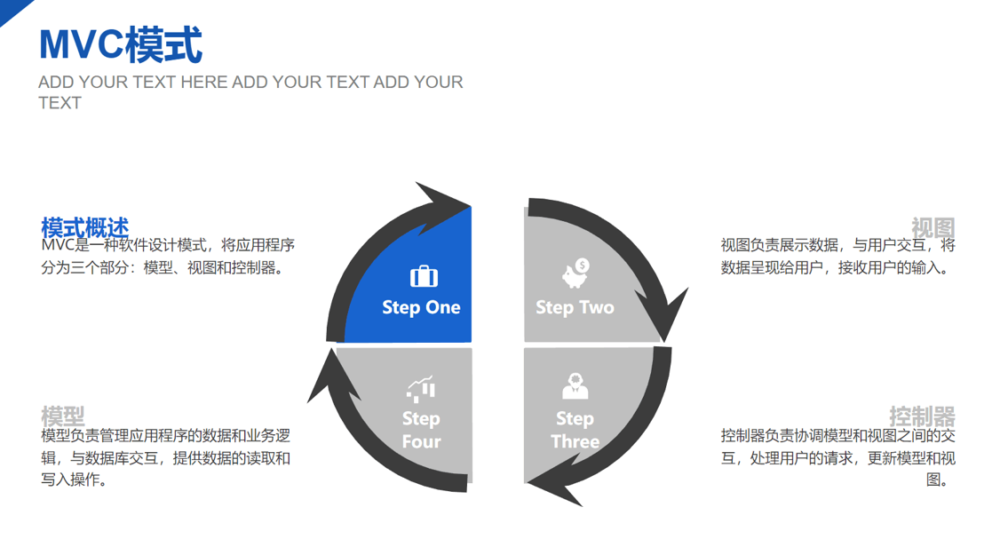 MVC模式
ADD YOUR TEXT HERE ADD YOUR TEXT ADD YOUR
TEXT
模式概述
MVC是一种软件设计模式，将应用程序
分为三个部分：模型、视图和控制器。
Step One
Step Two
视图
视图负责展示数据，与用户交互，将
数据呈现给用户，接收用户的输入。
模型
模型负责管理应用程序的数据和业务逻
辑，与数据库交互，提供数据的读取和
写入操作。
Step
Four
Step
Three
控制器
控制器负责协调模型和视图之间的交
互，处理用户的请求，更新模型和视
图。